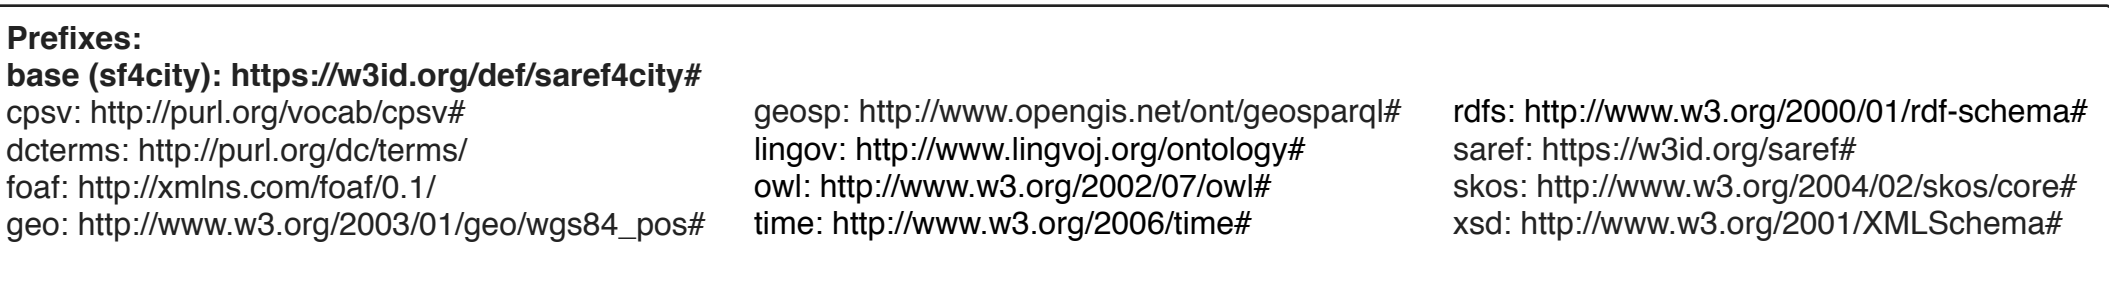 Prefixes:
base (sf4city): https://w3id.org/def/saref4city#
cpsv: http://purl.org/vocab/cpsv#
dcterms: http://purl.org/dc/terms/
foaf: http://xmlns.com/foaf/0.1/
geo: http://www.w3.org/2003/01/geo/wgs84_pos#
geosp: http://www.opengis.net/ont/geosparql#
lingov: http://www.lingvoj.org/ontology#
owl: http://www.w3.org/2002/07/owl#
time: http://www.w3.org/2006/time#
rdfs: http://www.w3.org/2000/01/rdf-schema#
saref: https://w3id.org/saref#
skos: http://www.w3.org/2004/02/skos/core#
xsd: http://www.w3.org/2001/XMLSchema#